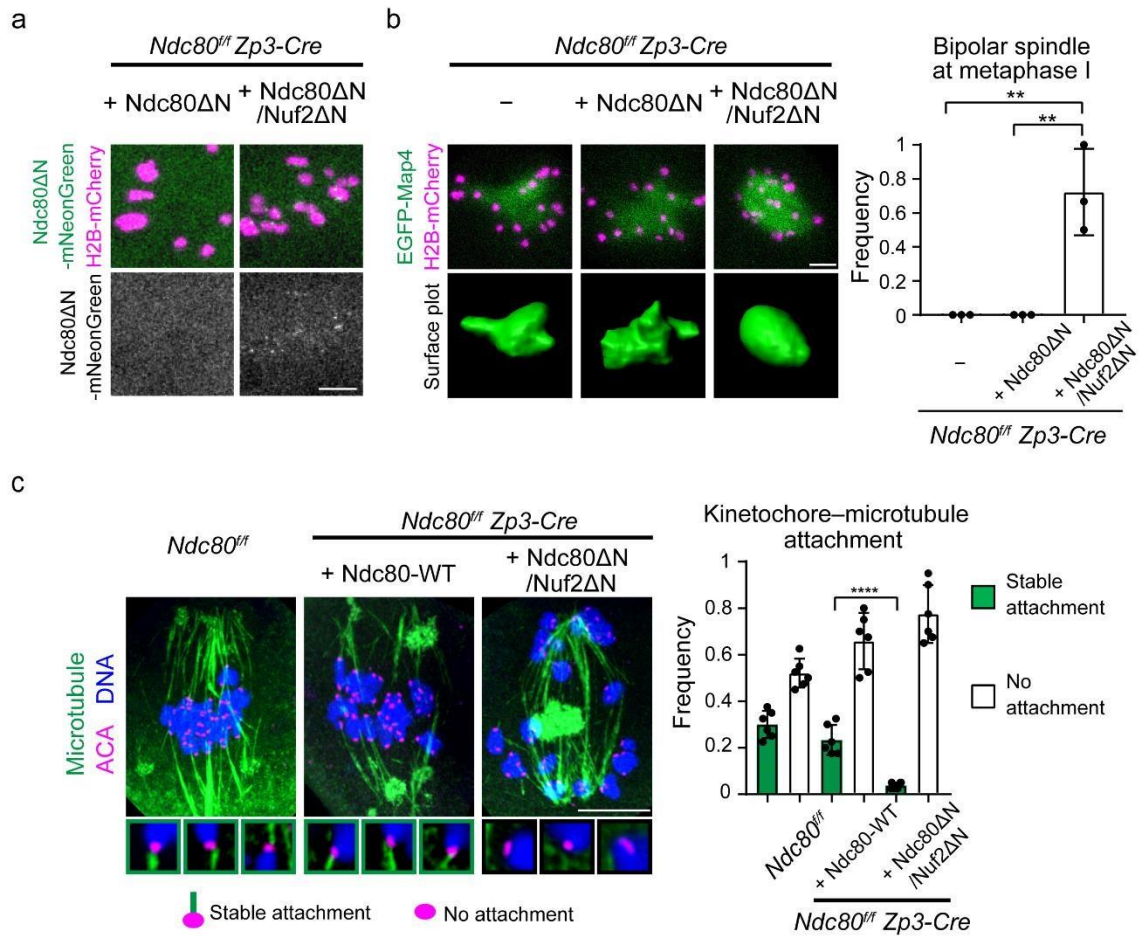 a
Ndc80f/f Zp3-Cre
+ Ndc80ΔN
+ Ndc80ΔN
/Nuf2ΔN
Ndc80ΔN
-mNeonGreen
H2B-mCherry
Ndc80ΔN
-mNeonGreen
b
Ndc80f/f Zp3-Cre
–
+ Ndc80ΔN
+ Ndc80ΔN
/Nuf2ΔN
EGFP-Map4
H2B-mCherry
Surface plot
Bipolar spindle
at metaphase I
**
**
Frequency
1
0.8
0.6
0.4
0.2
0
–
+ Ndc80ΔN
+ Ndc80ΔN
/Nuf2ΔN
Ndc80f/f Zp3-Cre
c
Ndc80f/f
Ndc80f/f Zp3-Cre
+ Ndc80-WT
+ Ndc80ΔN
/Nuf2ΔN
Microtubule
ACA DNA
Stable attachment
No attachment
Kinetochore–microtubule
attachment
****
Frequency
1
0.8
0.6
0.4
0.2
0
Ndc80f/f
+ Ndc80-WT
+ Ndc80ΔN
/Nuf2ΔN
Ndc80f/f Zp3-Cre
Stable
attachment
No
attachment